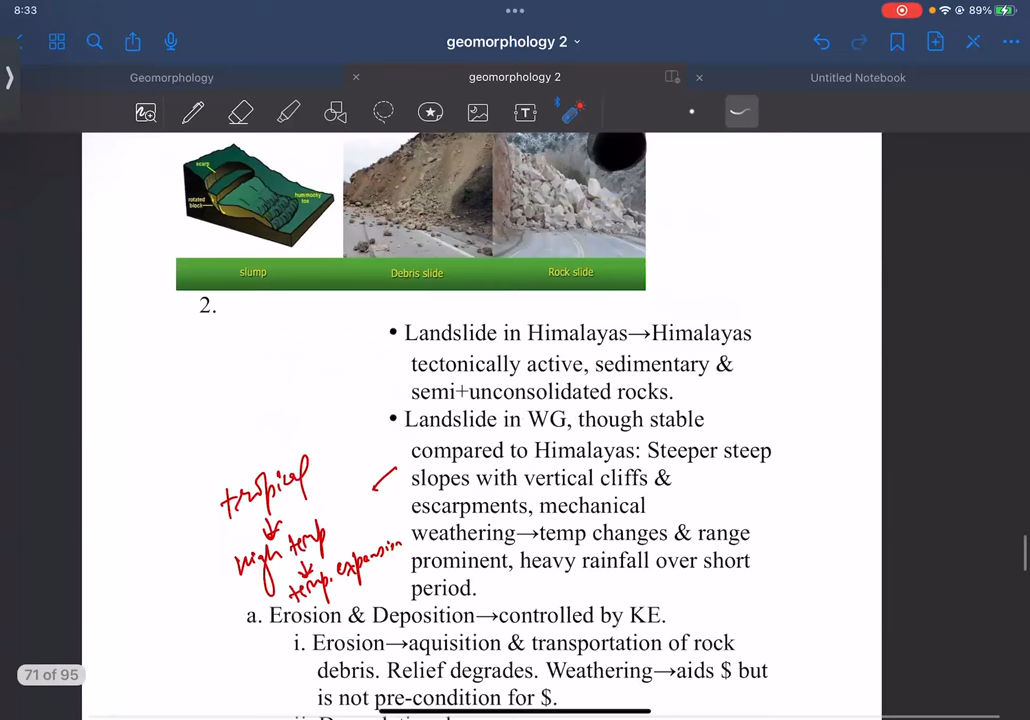 8:33
89%
geomorphology 2
Geomorphology
geomorphology 2
Untitled Notebook
scarp
rotated
block
hummocky
toe
slump
Debris slide
Rock slide
2.
• Landslide in Himalayas→Himalayas
tectonically active, sedimentary &
semi+unconsolidated rocks.
• Landslide in WG, though stable
compared to Himalayas: Steeper steep
slopes with vertical cliffs &
escarpments, mechanical
weathering→temp changes & range
prominent, heavy rainfall over short
period.
tropical
↓
high temp
↓
temp. expansion
a. Erosion & Deposition→controlled by KE.
i. Erosion→aquisition & transportation of rock
debris. Relief degrades. Weathering→aids $ but
is not pre-condition for $.
71 of 95